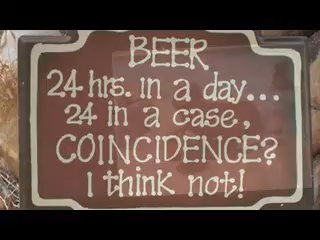 BEER
24 hrs. in a day...
24 in a case,
COINCIDENCE?
I think not!